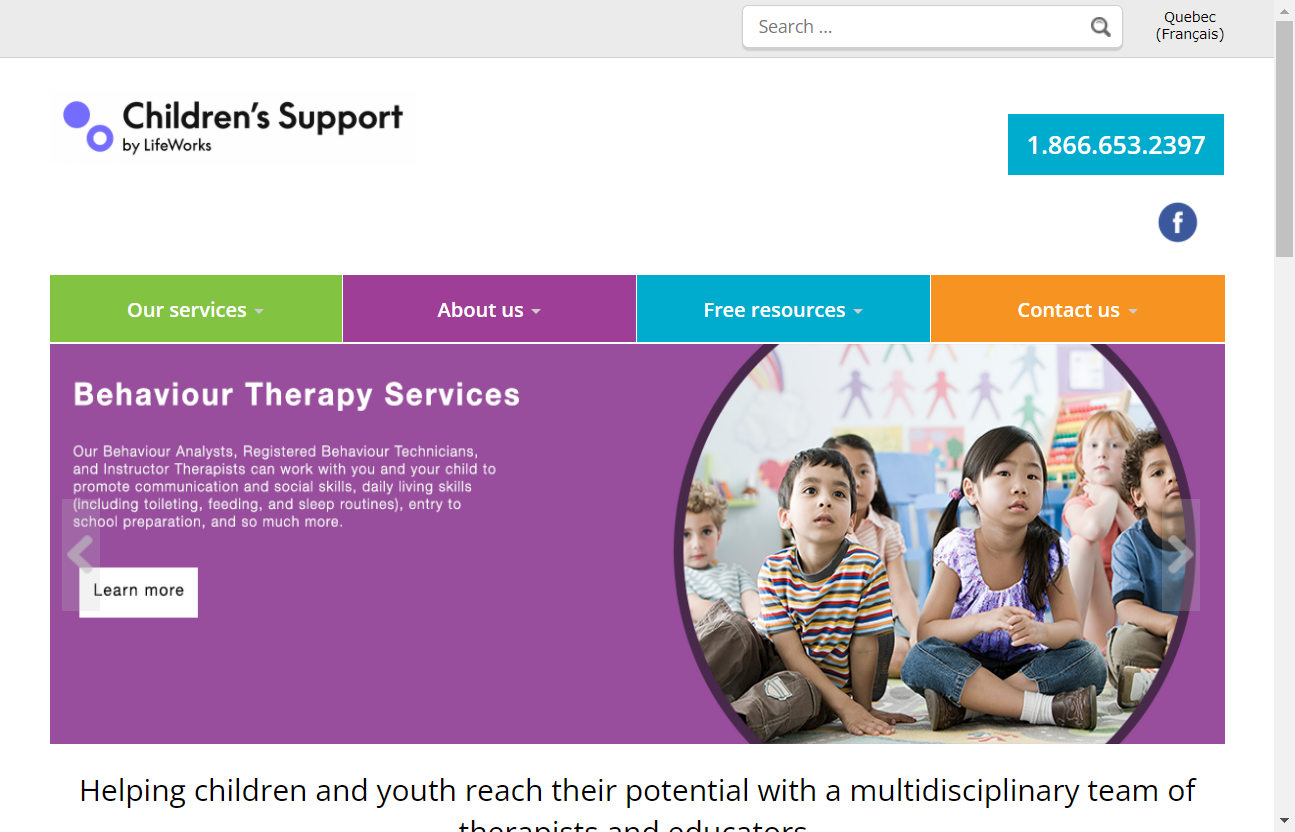 Search ...
Quebec
(Français)
Children's Support
by LifeWorks
1.866.653.2397
f
Our services
About us
Free resources
Contact us
Behaviour Therapy Services
Our Behaviour Analysts, Registered Behaviour Technicians,
and Instructor Therapists can work with you and your child to
promote communication and social skills, daily living skills
(including toileting, feeding, and sleep routines), entry to
school preparation, and so much more.
Learn more
Helping children and youth reach their potential with a multidisciplinary team of
therapists and educators